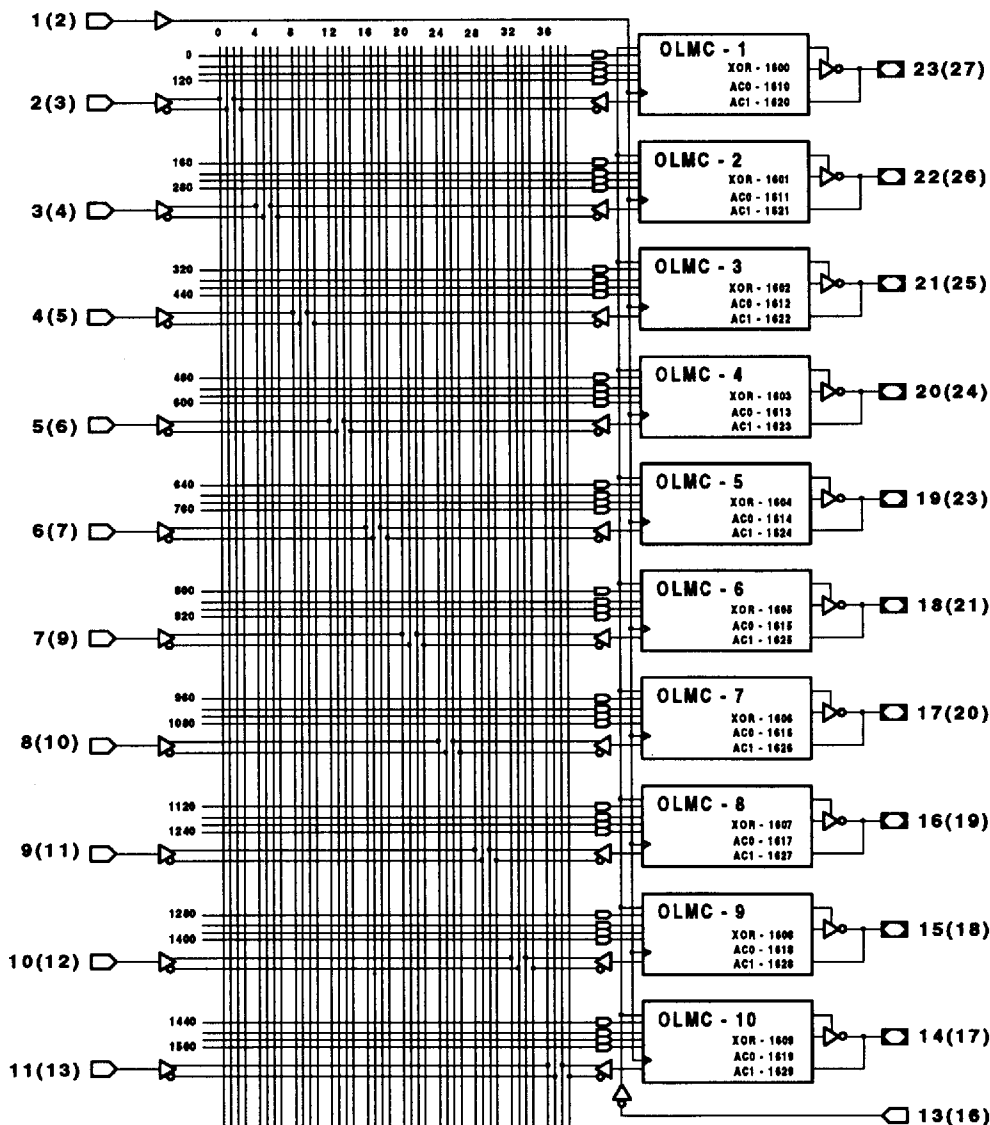 1(2)
0 4 8 12 16 20 24 28 32 36
0
120
OLMC - 1
XOR - 1600
AC0 - 1610
AC1 - 1620
23(27)
2(3)
160
280
OLMC - 2
XOR - 1601
AC0 - 1611
AC1 - 1621
22(26)
3(4)
320
440
OLMC - 3
XOR - 1602
AC0 - 1612
AC1 - 1622
21(25)
4(5)
480
600
OLMC - 4
XOR - 1603
AC0 - 1613
AC1 - 1623
20(24)
5(6)
640
760
OLMC - 5
XOR - 1604
AC0 - 1614
AC1 - 1624
19(23)
6(7)
800
920
OLMC - 6
XOR - 1605
AC0 - 1615
AC1 - 1625
18(21)
7(9)
960
1080
OLMC - 7
XOR - 1606
AC0 - 1616
AC1 - 1626
17(20)
8(10)
1120
1240
OLMC - 8
XOR - 1607
AC0 - 1617
AC1 - 1627
16(19)
9(11)
1280
1400
OLMC - 9
XOR - 1608
AC0 - 1618
AC1 - 1628
15(18)
10(12)
1440
1560
OLMC - 10
XOR - 1609
AC0 - 1619
AC1 - 1629
14(17)
11(13)
13(16)